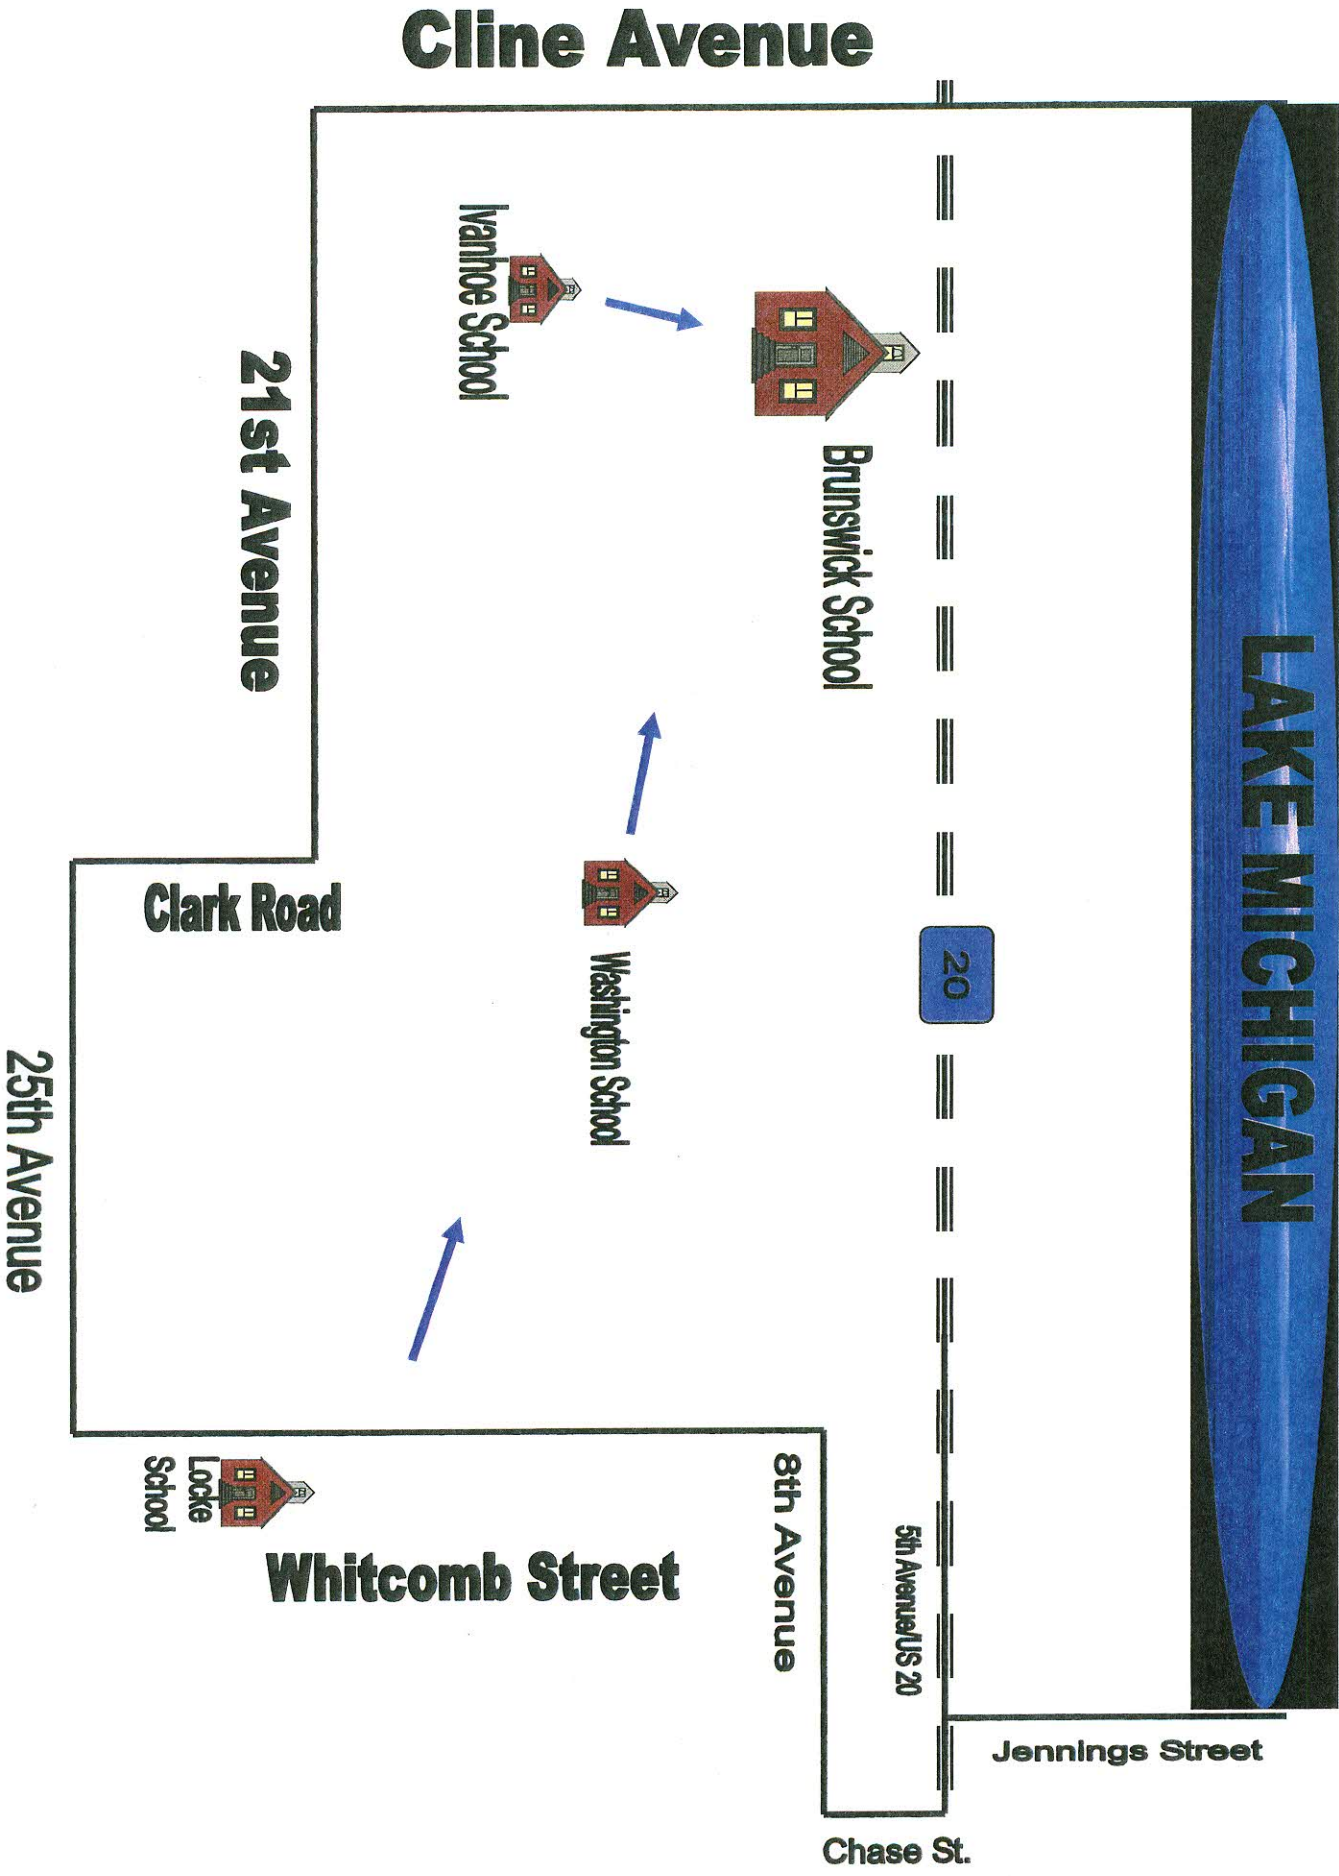 Cline Avenue
LAKE MICHIGAN
Ivanhoe School
Brunswick School
21st Avenue
20
Washington School
Clark Road
25th Avenue
Locke
School
Whitcomb Street
8th Avenue
5th Avenue/US 20
Jennings Street
Chase St.